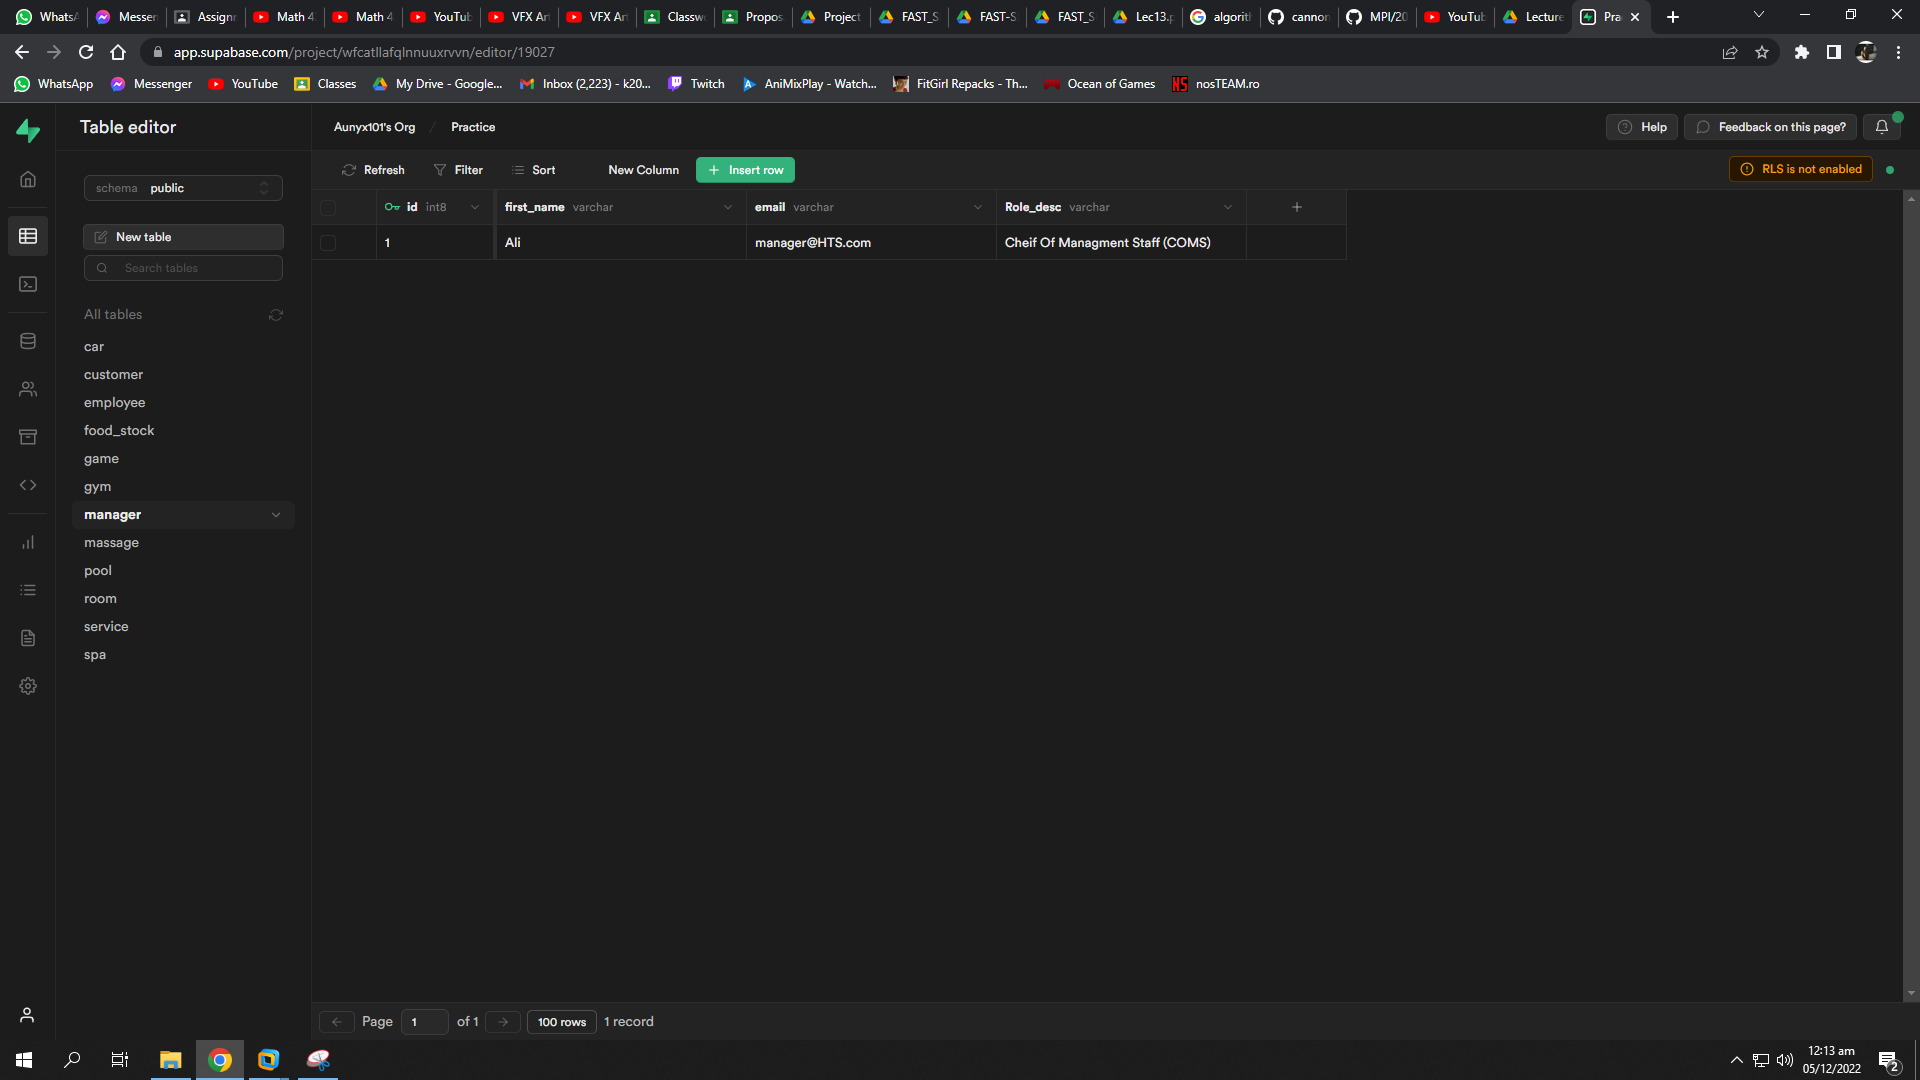 WhatsA
Messen
Assignr
Math 4
Math 4
YouTub
VFX Ar
VFX Ar
Classw
Propos
Project
FAST_S
FAST-S
FAST_S
Lec13.p
algorit
cannon
MPI/20
YouTub
Lecture
Pra
app.supabase.com/project/wfcatllafqlnnuuxrvvn/editor/19027
WhatsApp
Messenger
YouTube
Classes
My Drive - Google...
Inbox (2,223) - k20...
Twitch
AniMixPlay - Watch...
FitGirl Repacks - Th...
Ocean of Games
NS
nosTEAM.ro
Table editor
Aunyx101's Org / Practice
Help
Feedback on this page?
schema public
Refresh
Filter
Sort
New Column
+ Insert row
RLS is not enabled
id int8
first_name varchar
email varchar
Role_desc varchar
+
1
Ali
manager@HTS.com
Cheif Of Managment Staff (COMS)
New table
Search tables
All tables
car
customer
employee
food_stock
game
gym
manager
massage
pool
room
service
spa
Page 1 of 1
100 rows
1 record
12:13 am
05/12/2022
2